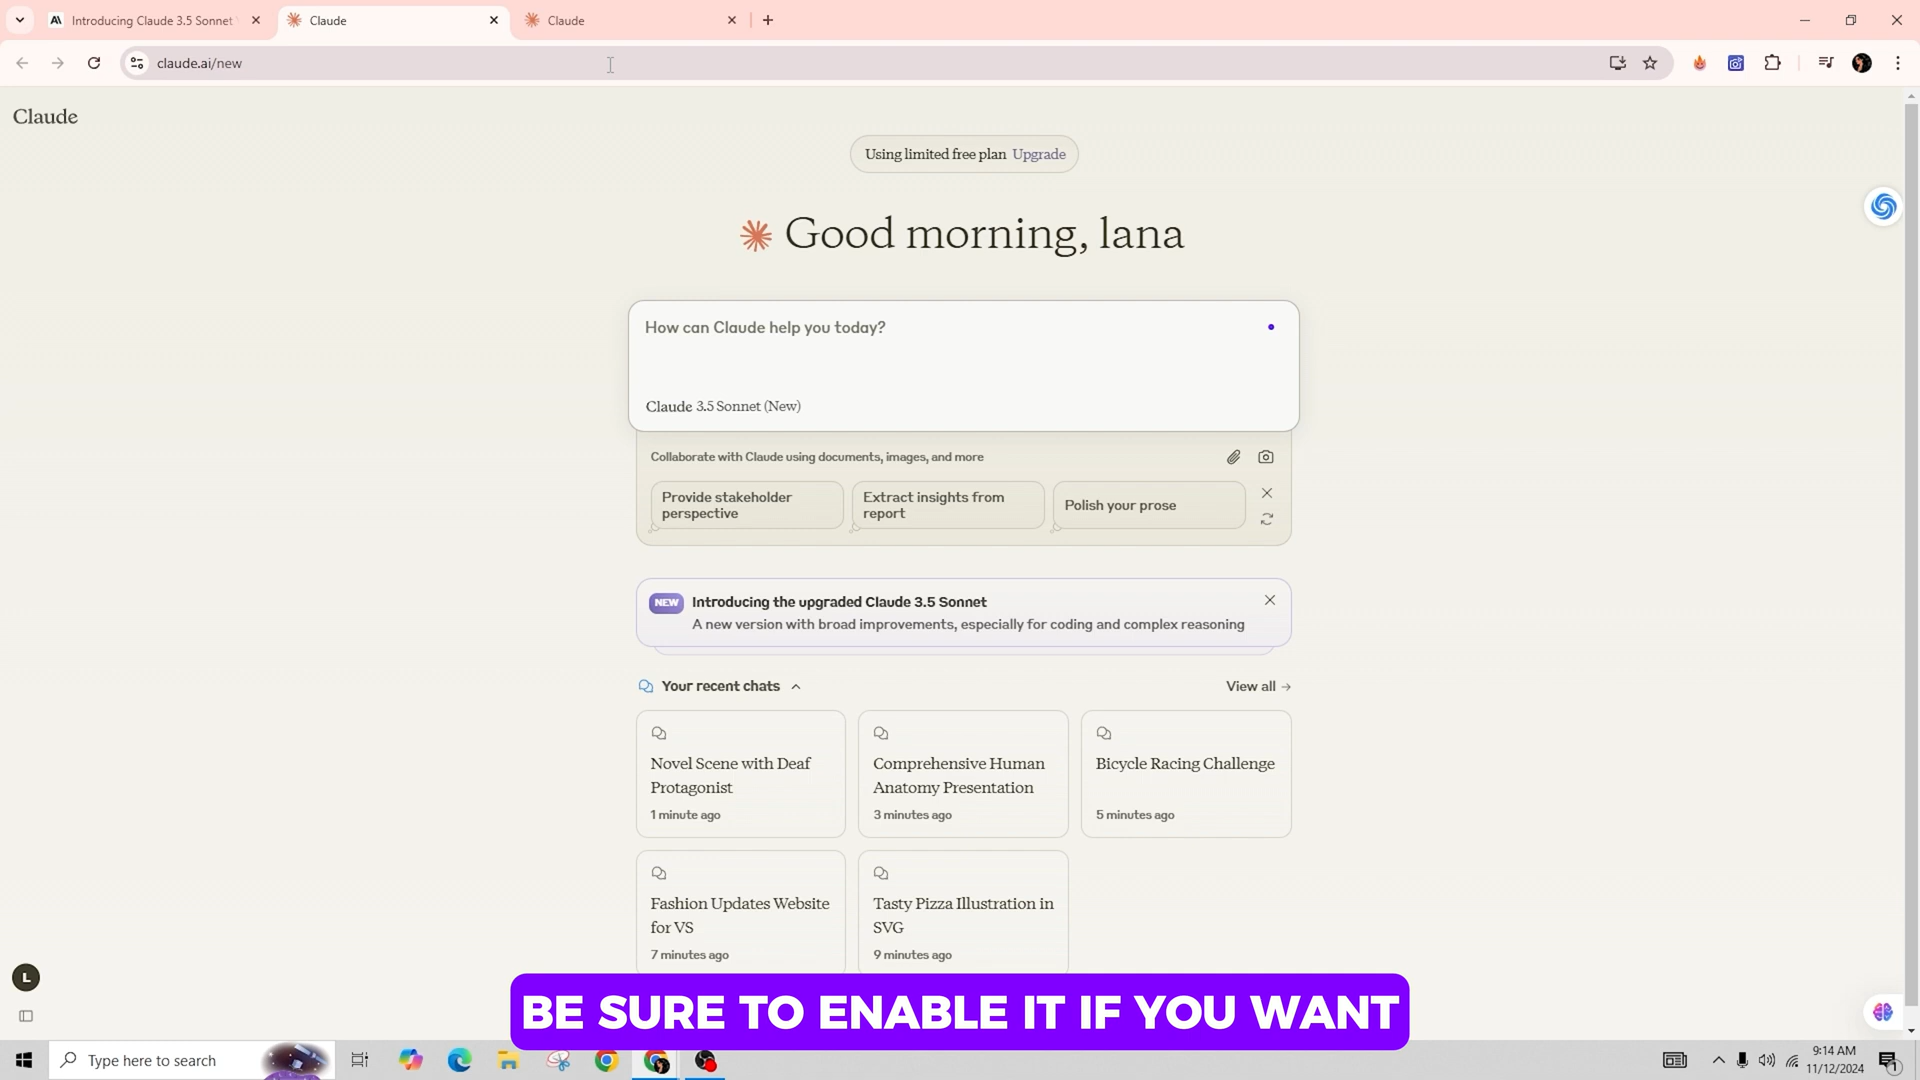 Introducing Claude 3.5 Sonnet
Claude
Claude
claude.ai/new
Claude
Using limited free plan Upgrade
Good morning, lana
How can Claude help you today?
Claude 3.5 Sonnet (New)
Collaborate with Claude using documents, images, and more
Provide stakeholder
perspective
Extract insights from
report
Polish your prose
NEW
Introducing the upgraded Claude 3.5 Sonnet
A new version with broad improvements, especially for coding and complex reasoning
Your recent chats
View all →
Novel Scene with Deaf
Protagonist
1 minute ago
Comprehensive Human
Anatomy Presentation
3 minutes ago
Bicycle Racing Challenge
5 minutes ago
Fashion Updates Website
for VS
7 minutes ago
Tasty Pizza Illustration in
SVG
9 minutes ago
L
BE SURE TO ENABLE IT IF YOU WANT
Type here to search
9:14 AM
11/12/2024
1